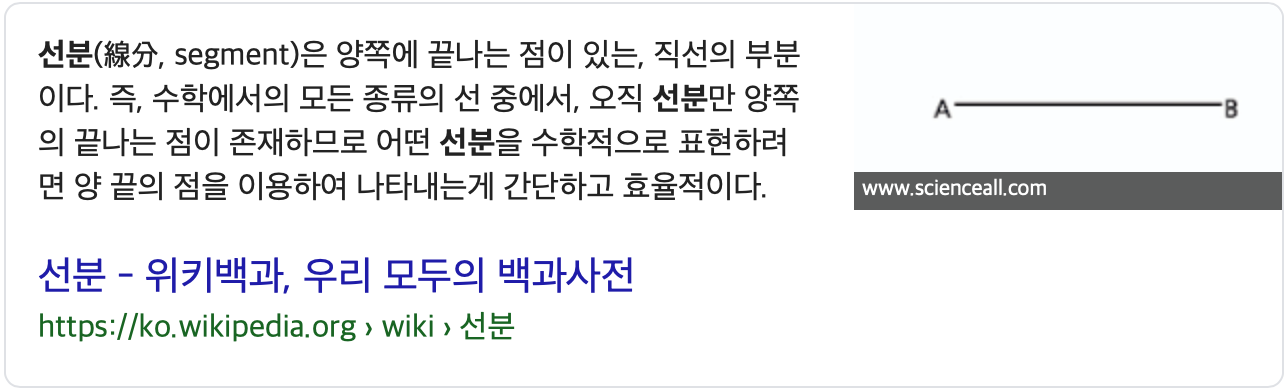 선분(線分, segment)은 양쪽에 끝나는 점이 있는, 직선의 부분
이다. 즉, 수학에서의 모든 종류의 선 중에서, 오직 선분만 양쪽
의 끝나는 점이 존재하므로 어떤 선분을 수학적으로 표현하려
면 양 끝의 점을 이용하여 나타내는게 간단하고 효율적이다.
A B
www.scienceall.com
선분 - 위키백과, 우리 모두의 백과사전
https://ko.wikipedia.org › wiki › 선분